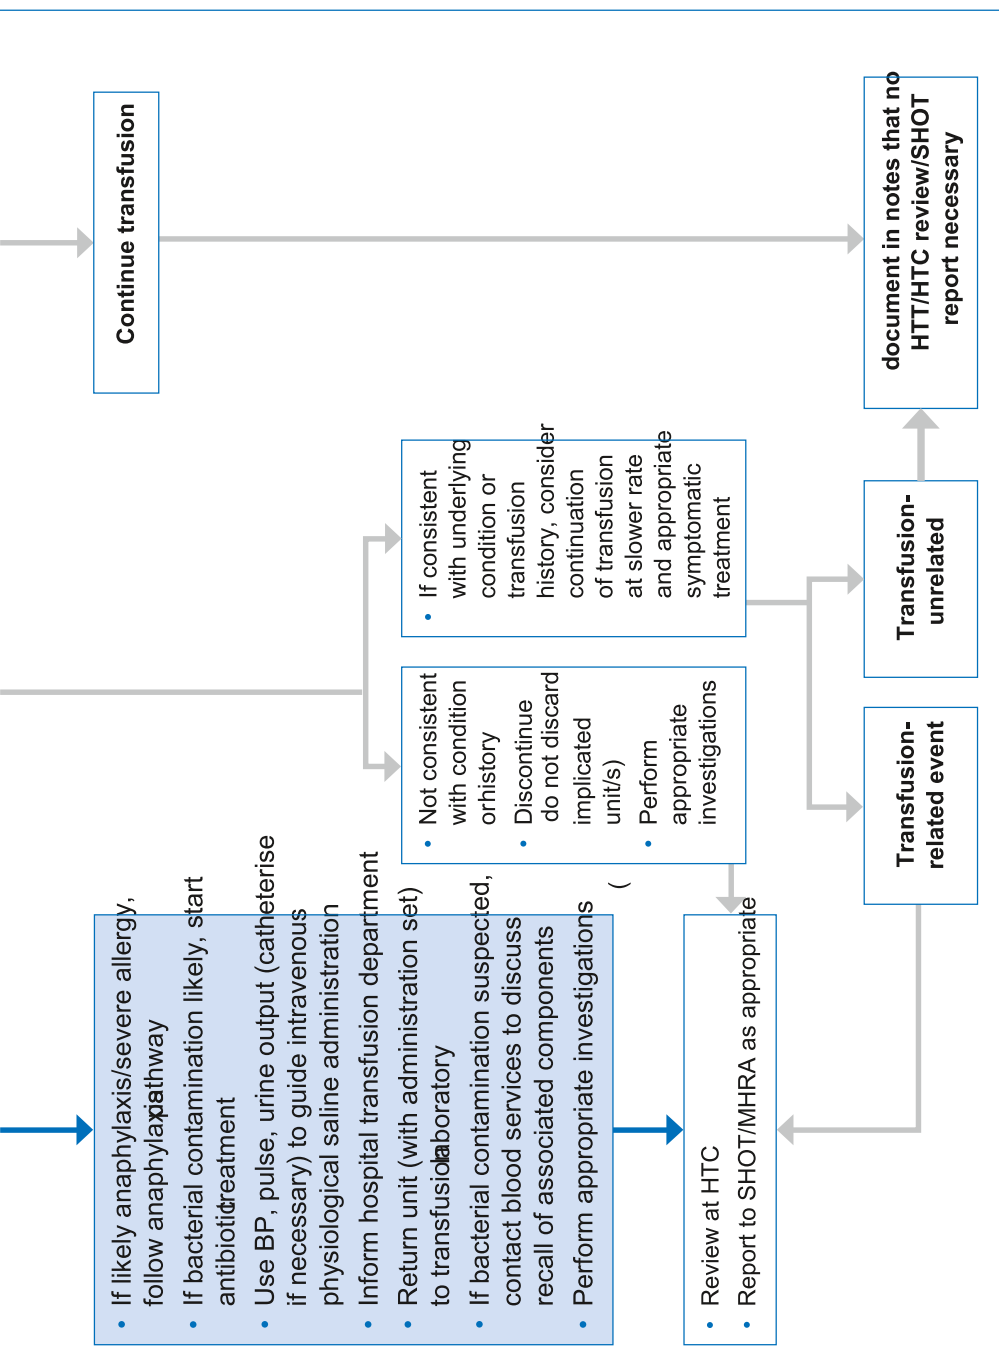 • If likely anaphylaxis/severe allergy,
follow anaphylaxis pathway
• If bacterial contamination likely, start
antibiotic treatment
• Use BP, pulse, urine output (catheterise
if necessary) to guide intravenous
physiological saline administration
• Inform hospital transfusion department
• Return unit (with administration set)
to transfusion laboratory
• If bacterial contamination suspected,
contact blood services to discuss
recall of associated components
• Perform appropriate investigations
(
• Not consistent
with condition
orhistory
• Discontinue
do not discard
implicated
unit/s)
• Perform
appropriate
investigations
• If consistent
with underlying
condition or
transfusion
history, consider
continuation
of transfusion
at slower rate
and appropriate
symptomatic
treatment
Continue transfusion
• Review at HTC
• Report to SHOT/MHRA as appropriate
Transfusion-
related event
Transfusion-
unrelated
document in notes that no
HTT/HTC review/SHOT
report necessary